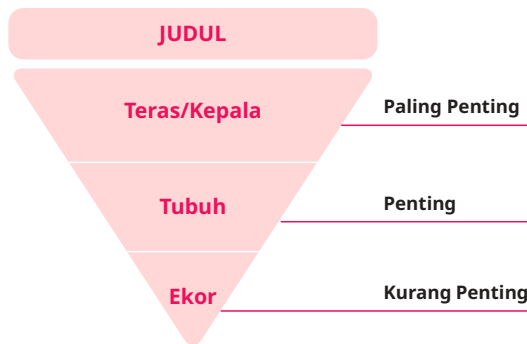 JUDUL
Teras/Kepala
Paling Penting
Tubuh
Penting
Ekor
Kurang Penting